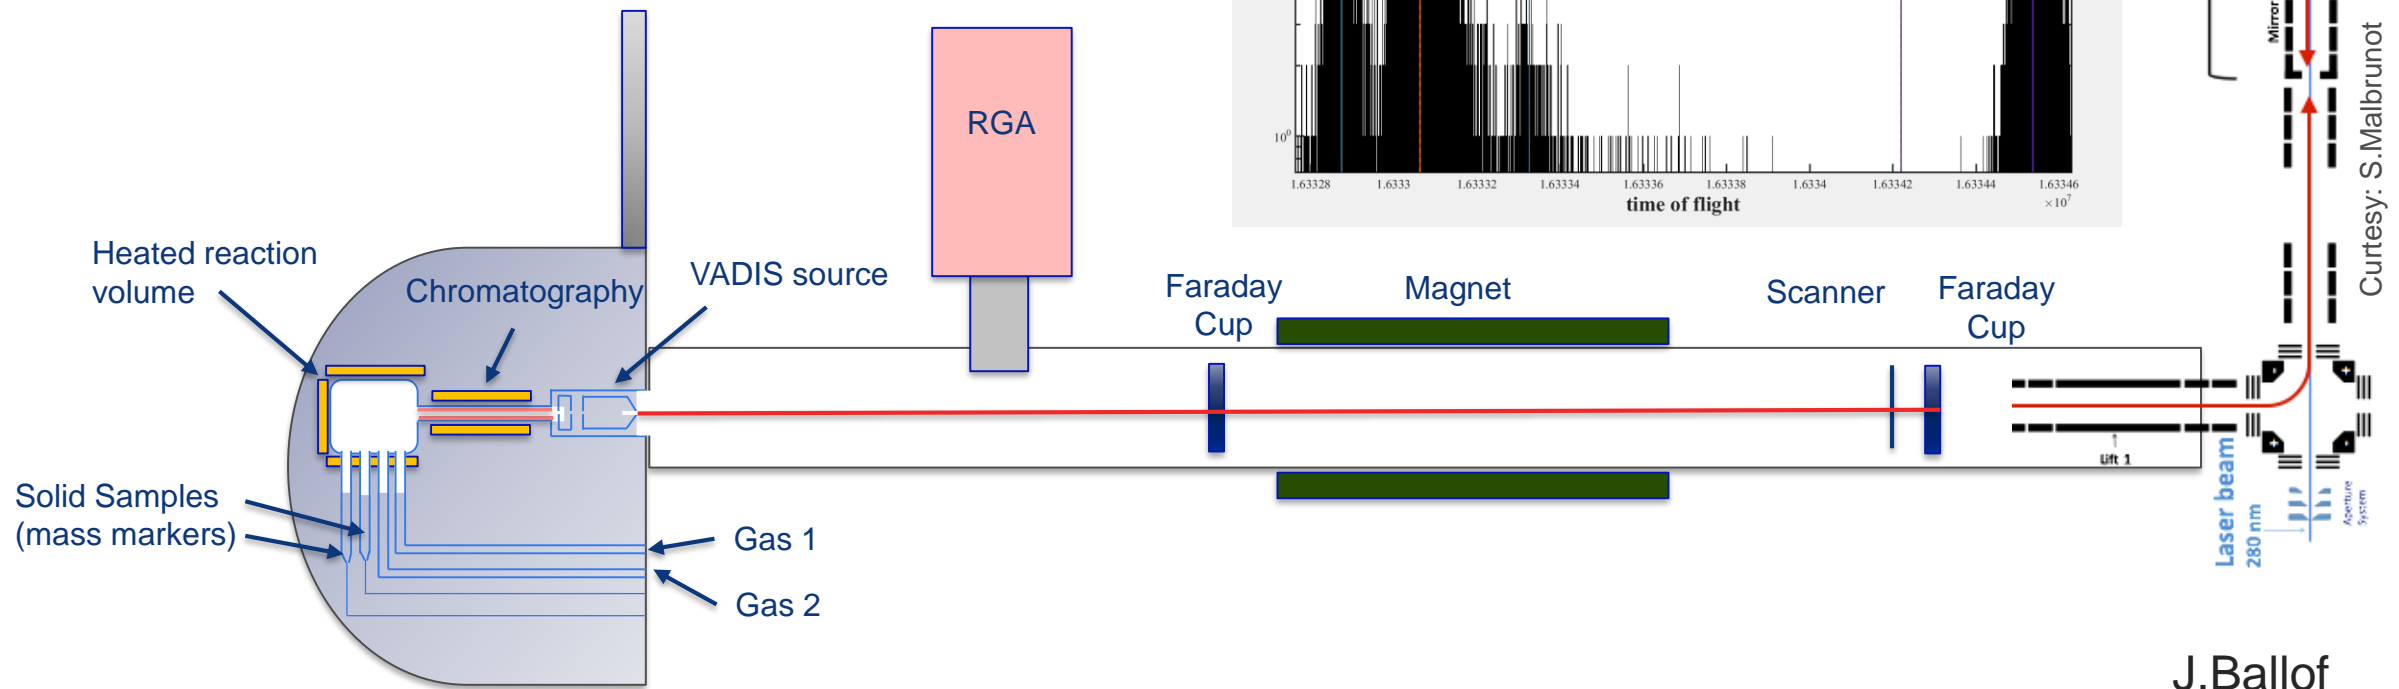 Mirror
Curtesy: S.Malbrunot
RGA
10⁰
1.63328
1.6333
1.63332
1.63334
1.63336
1.63338
1.6334
1.63342
1.63344
1.63346
×10⁷
time of flight
Heated reaction
volume
Chromatography
VADIS source
Faraday
Cup
Magnet
Scanner
Faraday
Cup
Lift 1
Solid Samples
(mass markers)
Gas 1
Gas 2
Laser beam
280 nm
Aperture
System
+
-
+
-
J.Ballof